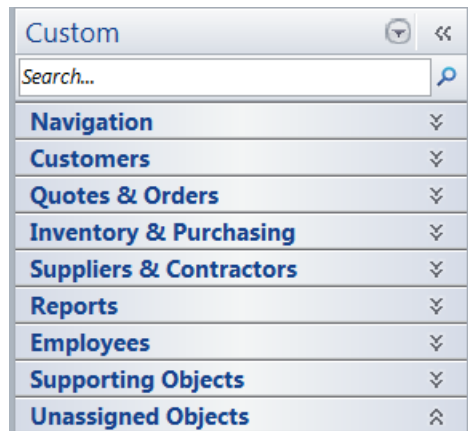 Custom
Search...
Navigation
Customers
Quotes & Orders
Inventory & Purchasing
Suppliers & Contractors
Reports
Employees
Supporting Objects
Unassigned Objects